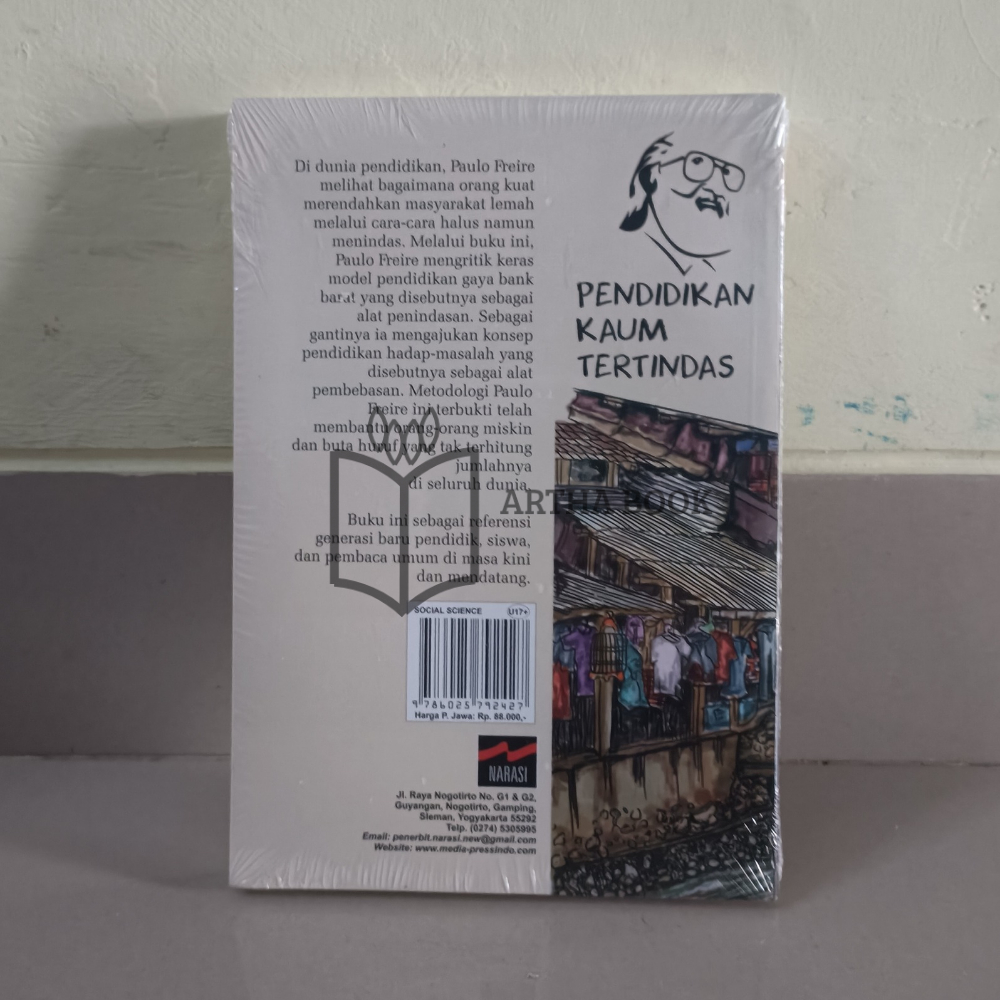 Di dunia pendidikan, Paulo Freire
melihat bagaimana orang kuat
merendahkan masyarakat lemah
melalui cara-cara halus namun
menindas. Melalui buku ini,
Paulo Freire mengritik keras
model pendidikan gaya bank
barat yang disebutnya sebagai
alat penindasan. Sebagai
gantinya ia mengajukan konsep
pendidikan hadap-masalah yang
disebutnya sebagai alat
pembebasan. Metodologi Paulo
Freire ini terbukti telah
membantu orang-orang miskin
dan buta huruf yang tak terhitung
jumlahnya
di seluruh dunia.
Buku ini sebagai referensi
generasi baru pendidik, siswa,
dan pembaca umum di masa kini
dan mendatang.
SOCIAL SCIENCE U17+
9 786025 792427
Harga P. Jawa: Rp. 88.000,-
NARASI
Jl. Raya Nogotirto No. G1 & G2,
Guyangan, Nogotirto, Gamping,
Sleman, Yogyakarta 55292
Telp. (0274) 5305995
Email: penerbit.narasi.new@gmail.com
Website: www.media-pressindo.com
PENDIDIKAN
KAUM
TERTINDAS
ARTHA BOOK